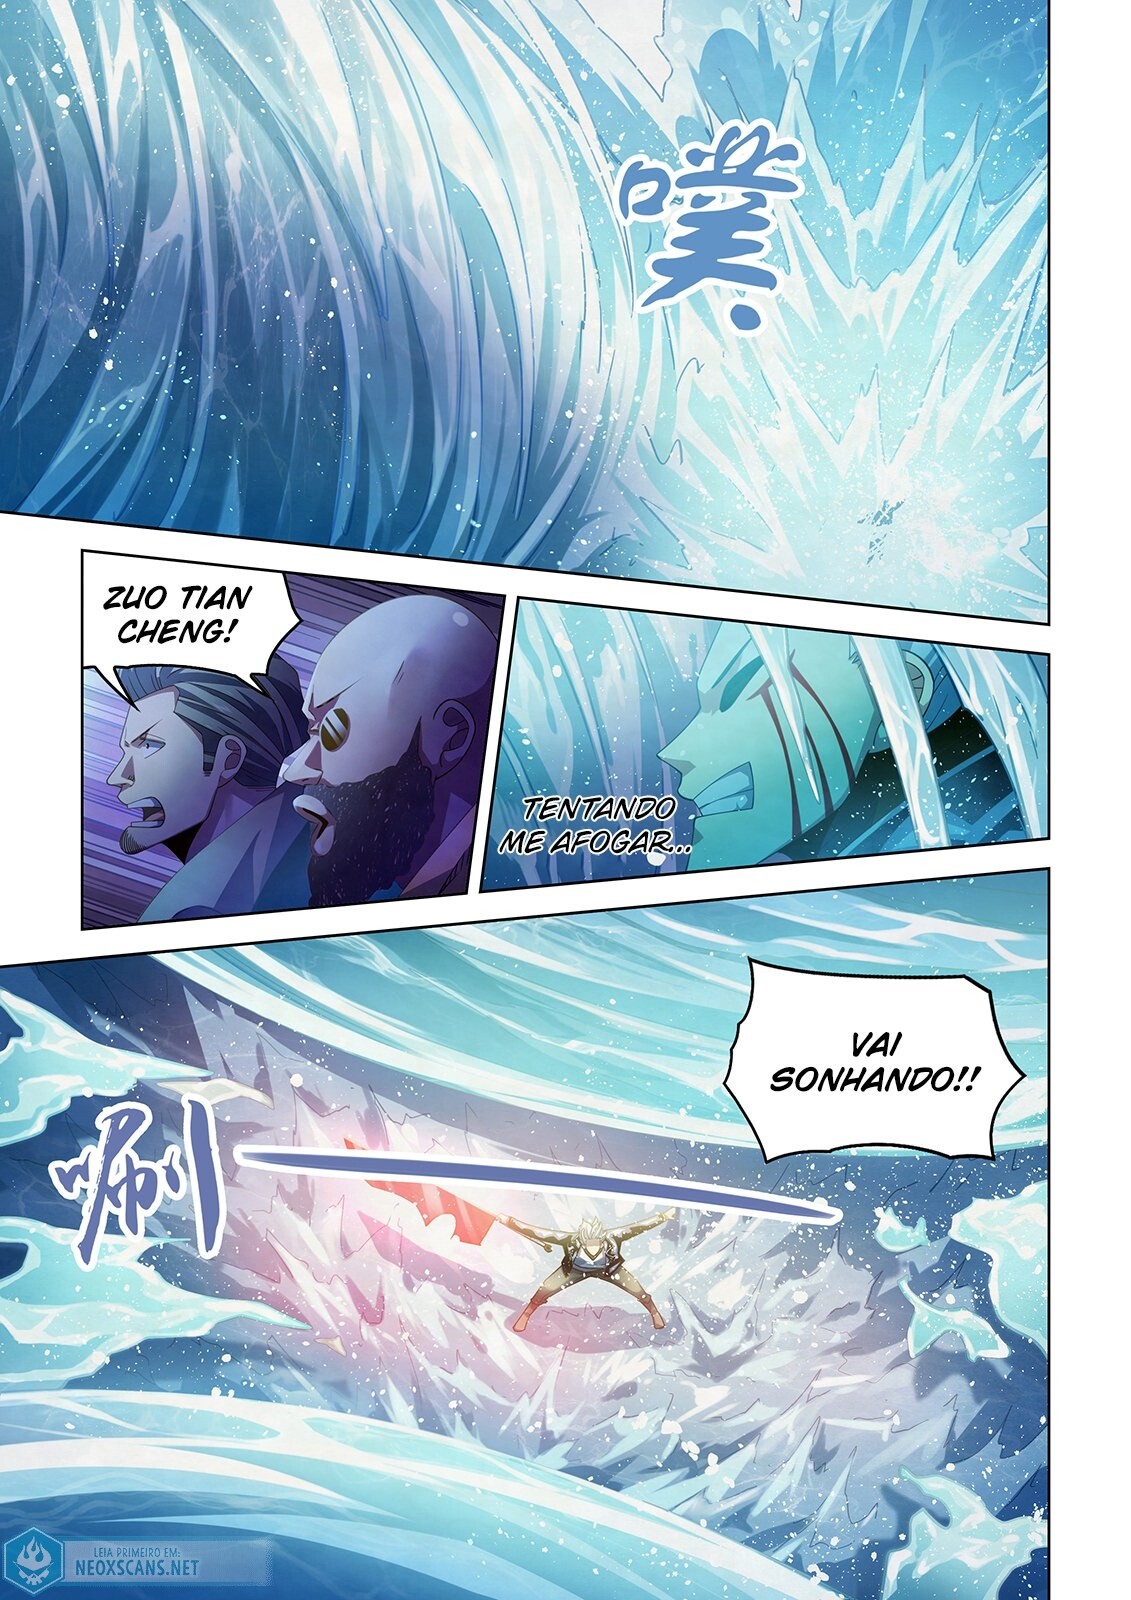 噗.
ZUO TIAN
CHENG!
TENTANDO
ME AFOGAR...
VAI
SONHANDO!!
唰—
LEIA PRIMEIRO EM:
NEOXSCANS.NET